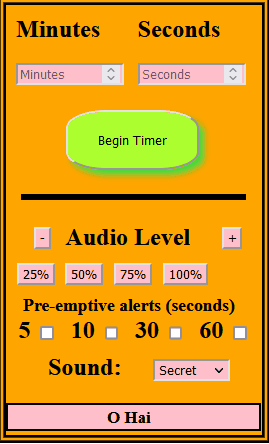 Minutes Seconds
Minutes Seconds
Begin Timer
- Audio Level +
25% 50% 75% 100%
Pre-emptive alerts (seconds)
5 10 30 60
Sound: Secret
O Hai